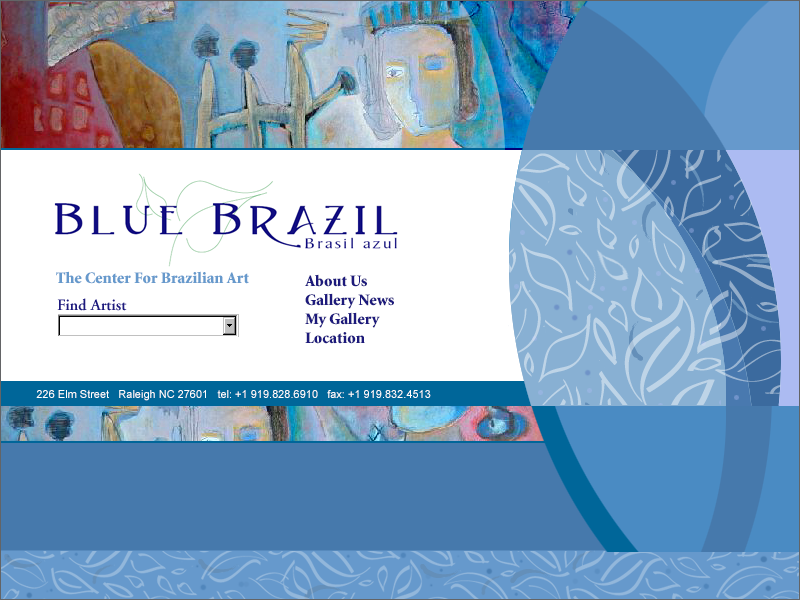 BLUE BRAZIL
Brasil azul
The Center For Brazilian Art
Find Artist
About Us
Gallery News
My Gallery
Location
226 Elm Street Raleigh NC 27601 tel: +1 919.828.6910 fax: +1 919.832.4513